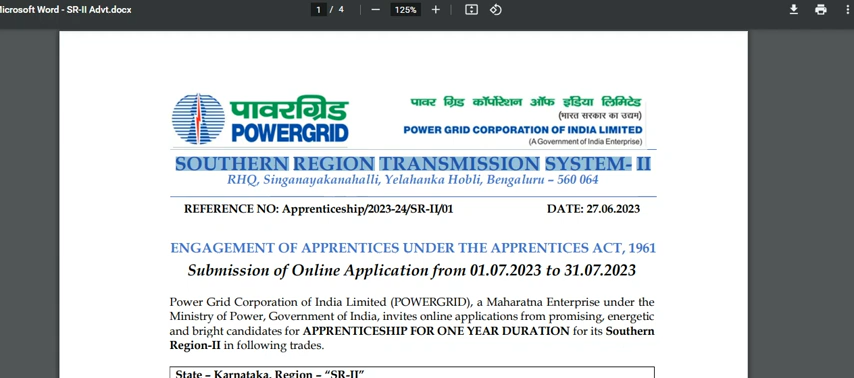 Microsoft Word - SR-II Advt.docx
1 / 4
125%
पावरग्रिड
POWERGRID
पावर ग्रिड कॉर्पोरेशन ऑफ इंडिया लिमिटेड
(भारत सरकार का उद्यम)
POWER GRID CORPORATION OF INDIA LIMITED
(A Government of India Enterprise)
SOUTHERN REGION TRANSMISSION SYSTEM- II
RHQ, Singanayakanahalli, Yelahanka Hobli, Bengaluru – 560 064
REFERENCE NO: Apprenticeship/2023-24/SR-II/01 DATE: 27.06.2023
ENGAGEMENT OF APPRENTICES UNDER THE APPRENTICES ACT, 1961
Submission of Online Application from 01.07.2023 to 31.07.2023
Power Grid Corporation of India Limited (POWERGRID), a Maharatna Enterprise under the
Ministry of Power, Government of India, invites online applications from promising, energetic
and bright candidates for APPRENTICESHIP FOR ONE YEAR DURATION for its Southern
Region-II in following trades.
State – Karnataka, Region – “SR-II”